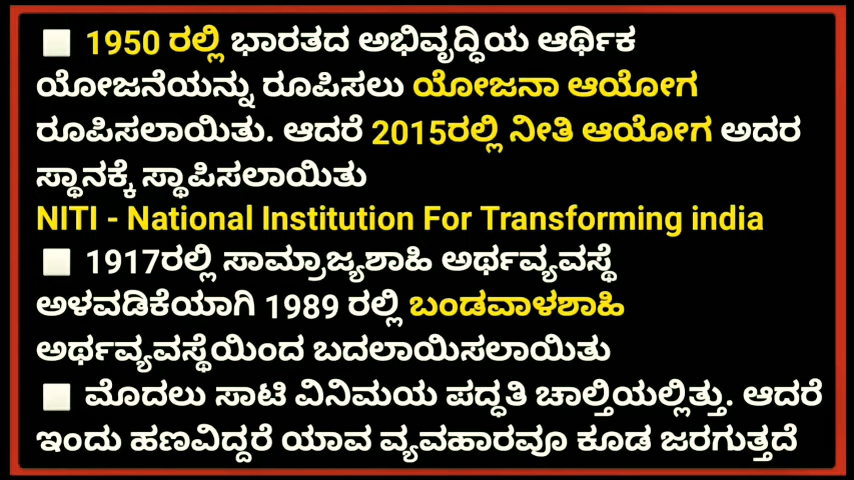 1950 ರಲ್ಲಿ ಭಾರತದ ಅಭಿವೃದ್ಧಿಯ ಆರ್ಥಿಕ
ಯೋಜನೆಯನ್ನು ರೂಪಿಸಲು ಯೋಜನಾ ಆಯೋಗ
ರೂಪಿಸಲಾಯಿತು. ಆದರೆ 2015ರಲ್ಲಿ ನೀತಿ ಆಯೋಗ ಅದರ
ಸ್ಥಾನಕ್ಕೆ ಸ್ಥಾಪಿಸಲಾಯಿತು
NITI - National Institution For Transforming india
1917ರಲ್ಲಿ ಸಾಮ್ರಾಜ್ಯಶಾಹಿ ಅರ್ಥವ್ಯವಸ್ಥೆ
ಅಳವಡಿಕೆಯಾಗಿ 1989 ರಲ್ಲಿ ಬಂಡವಾಳಶಾಹಿ
ಅರ್ಥವ್ಯವಸ್ಥೆಯಿಂದ ಬದಲಾಯಿಸಲಾಯಿತು
ಮೊದಲು ಸಾಟಿ ವಿನಿಮಯ ಪದ್ಧತಿ ಚಾಲ್ತಿಯಲ್ಲಿತ್ತು. ಆದರೆ
ಇಂದು ಹಣವಿದ್ದರೆ ಯಾವ ವ್ಯವಹಾರವೂ ಕೂಡ ಜರಗುತ್ತದೆ